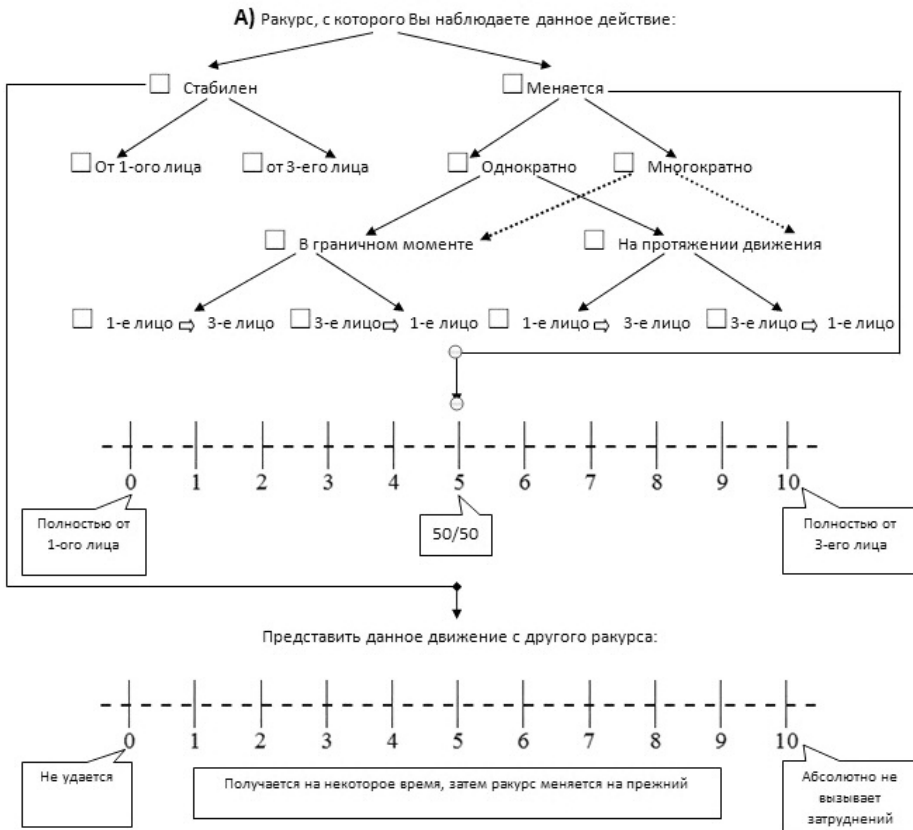 А) Ракурс, с которого Вы наблюдаете данное действие:
Стабилен
Меняется
От 1-ого лица
от 3-его лица
Однократно
Многократно
В граничном моменте
На протяжении движения
1-е лицо ⇨ 3-е лицо
3-е лицо ⇨ 1-е лицо
1-е лицо ⇨ 3-е лицо
3-е лицо ⇨ 1-е лицо
0 1 2 3 4 5 6 7 8 9 10
Полностью от
1-ого лица
50/50
Полностью от
3-его лица
Представить данное движение с другого ракурса:
0 1 2 3 4 5 6 7 8 9 10
Не удается
Получается на некоторое время, затем ракурс меняется на прежний
Абсолютно не
вызывает
затруднений